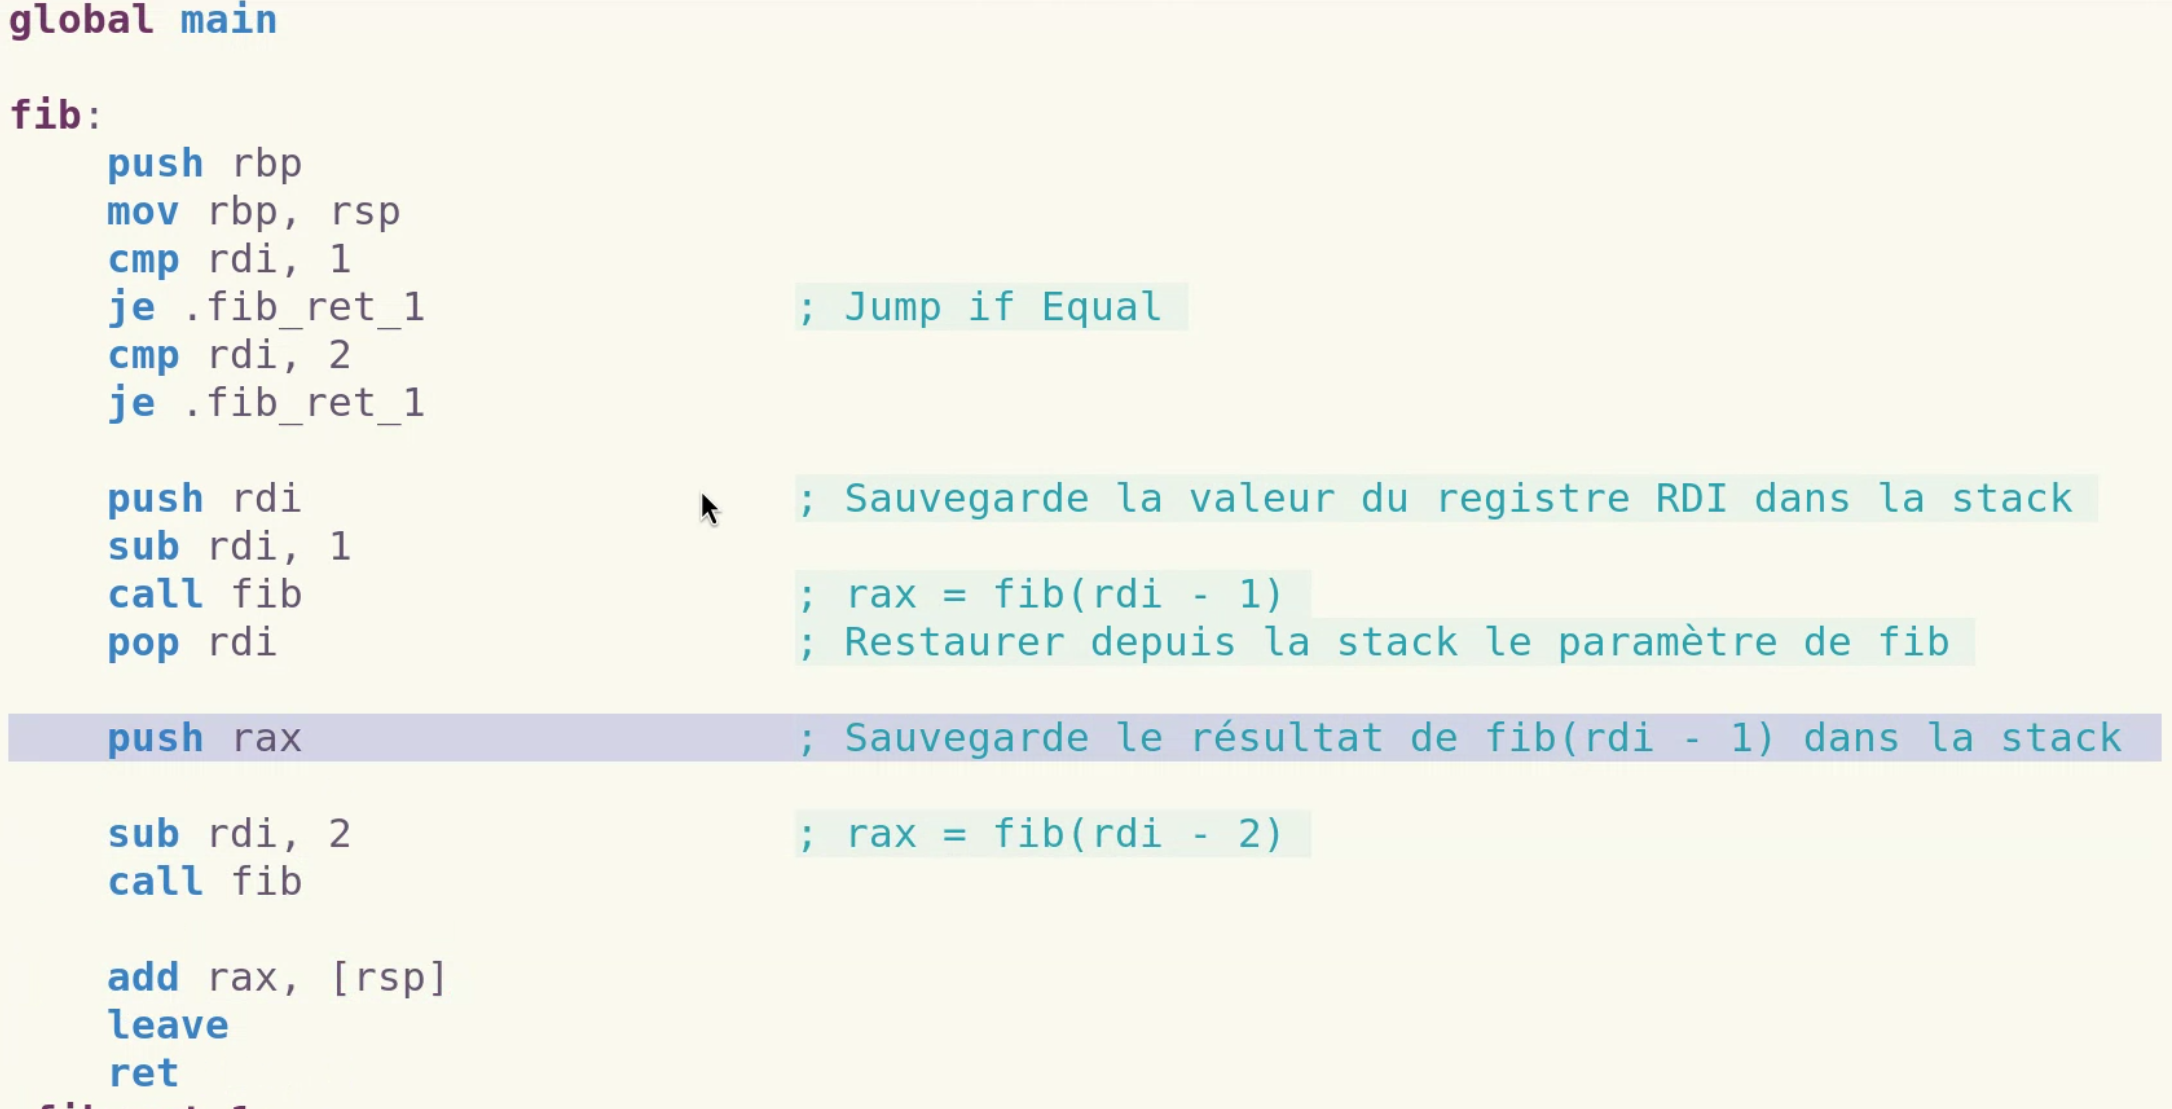 global main
fib:
push rbp
mov rbp, rsp
cmp rdi, 1
je .fib_ret_1 ; Jump if Equal
cmp rdi, 2
je .fib_ret_1
push rdi ; Sauvegarde la valeur du registre RDI dans la stack
sub rdi, 1
call fib ; rax = fib(rdi - 1)
pop rdi ; Restaurer depuis la stack le paramètre de fib
push rax ; Sauvegarde le résultat de fib(rdi - 1) dans la stack
sub rdi, 2 ; rax = fib(rdi - 2)
call fib
add rax, [rsp]
leave
ret